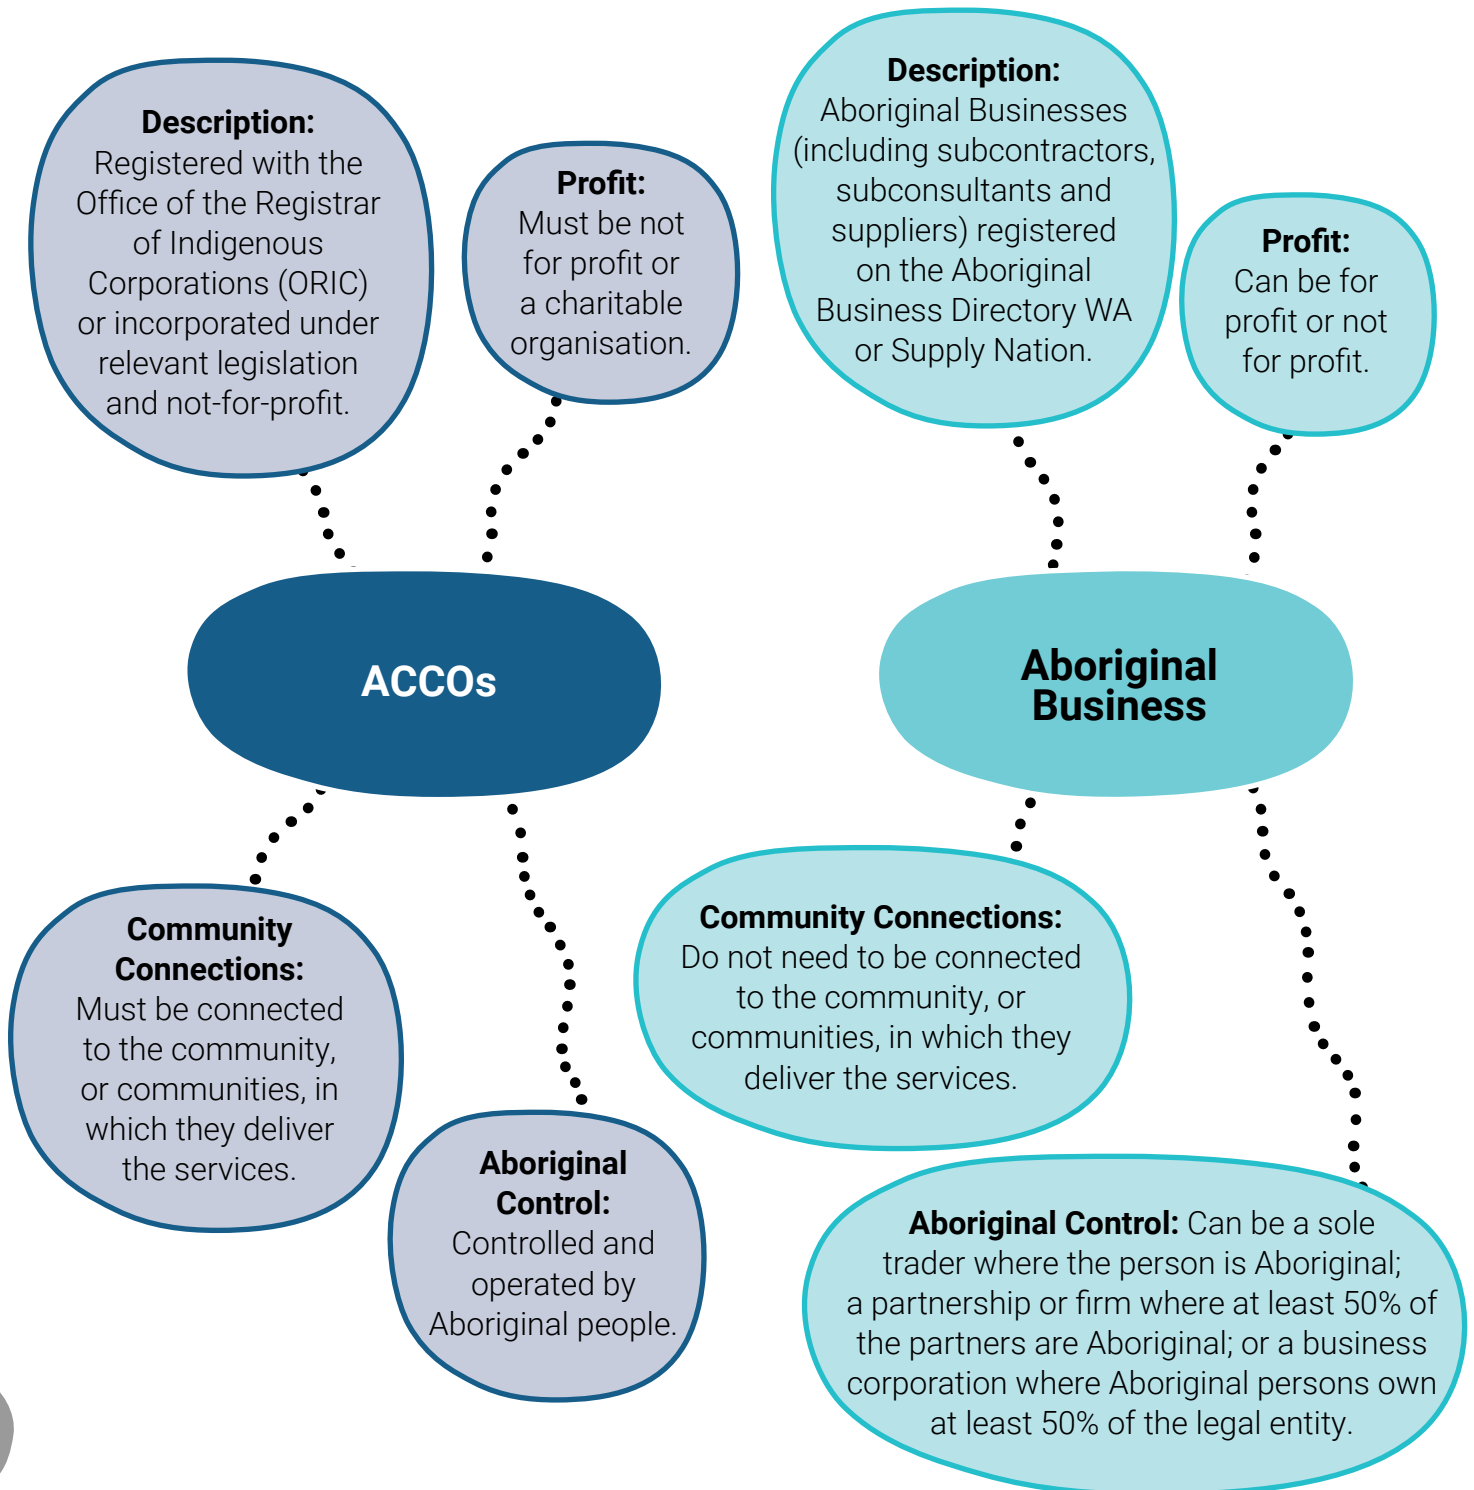 Description:
Registered with the
Office of the Registrar
of Indigenous
Corporations (ORIC)
or incorporated under
relevant legislation
and not-for-profit.
Profit:
Must be not
for profit or
a charitable
organisation.
ACCOs
Community
Connections:
Must be connected
to the community,
or communities, in
which they deliver
the services.
Aboriginal
Control:
Controlled and
operated by
Aboriginal people.
Description:
Aboriginal Businesses
(including subcontractors,
subconsultants and
suppliers) registered
on the Aboriginal
Business Directory WA
or Supply Nation.
Profit:
Can be for
profit or not
for profit.
Aboriginal
Business
Community Connections:
Do not need to be connected
to the community, or
communities, in which they
deliver the services.
Aboriginal Control: Can be a sole
trader where the person is Aboriginal;
a partnership or firm where at least 50% of
the partners are Aboriginal; or a business
corporation where Aboriginal persons own
at least 50% of the legal entity.